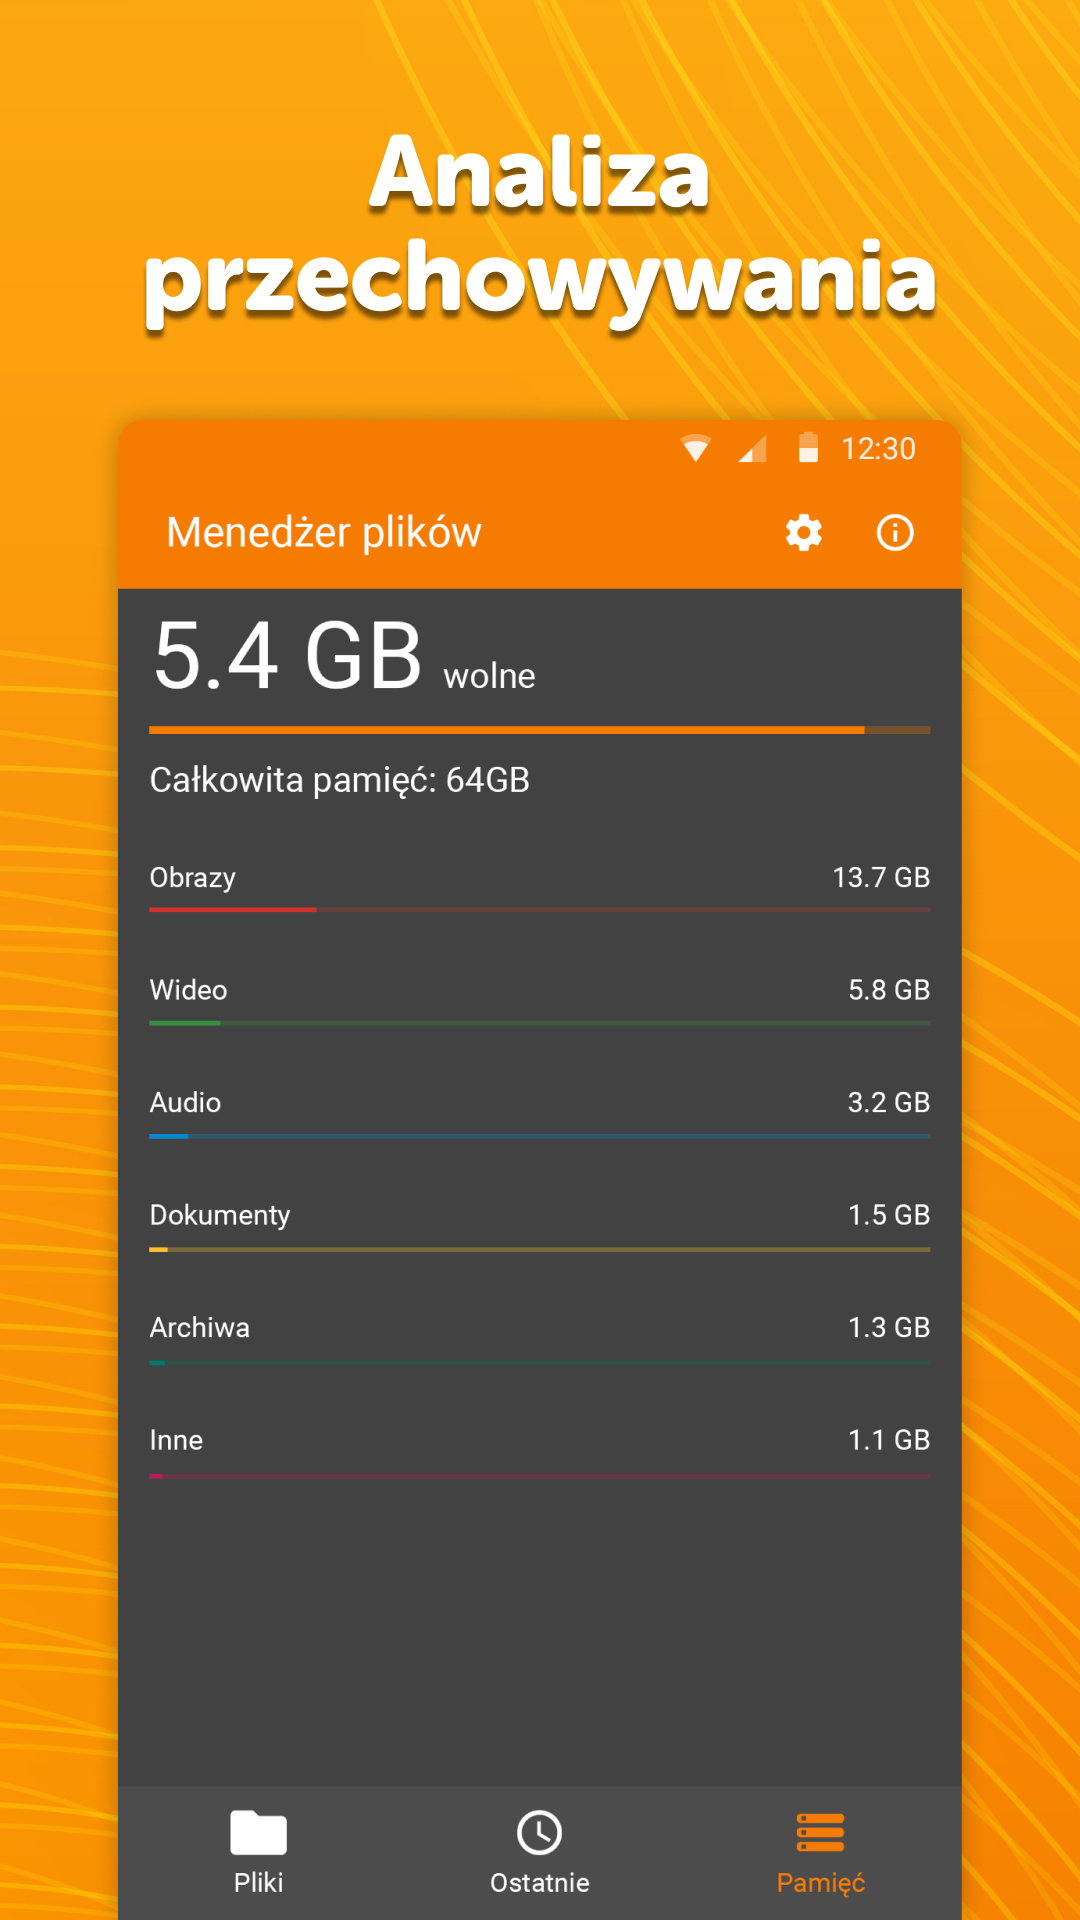 Analiza
przechowywania
12:30
Menedżer plików
5.4 GB wolne
Całkowita pamięć: 64GB
Obrazy 13.7 GB
Wideo 5.8 GB
Audio 3.2 GB
Dokumenty 1.5 GB
Archiwa 1.3 GB
Inne 1.1 GB
Pliki Ostatnie Pamięć